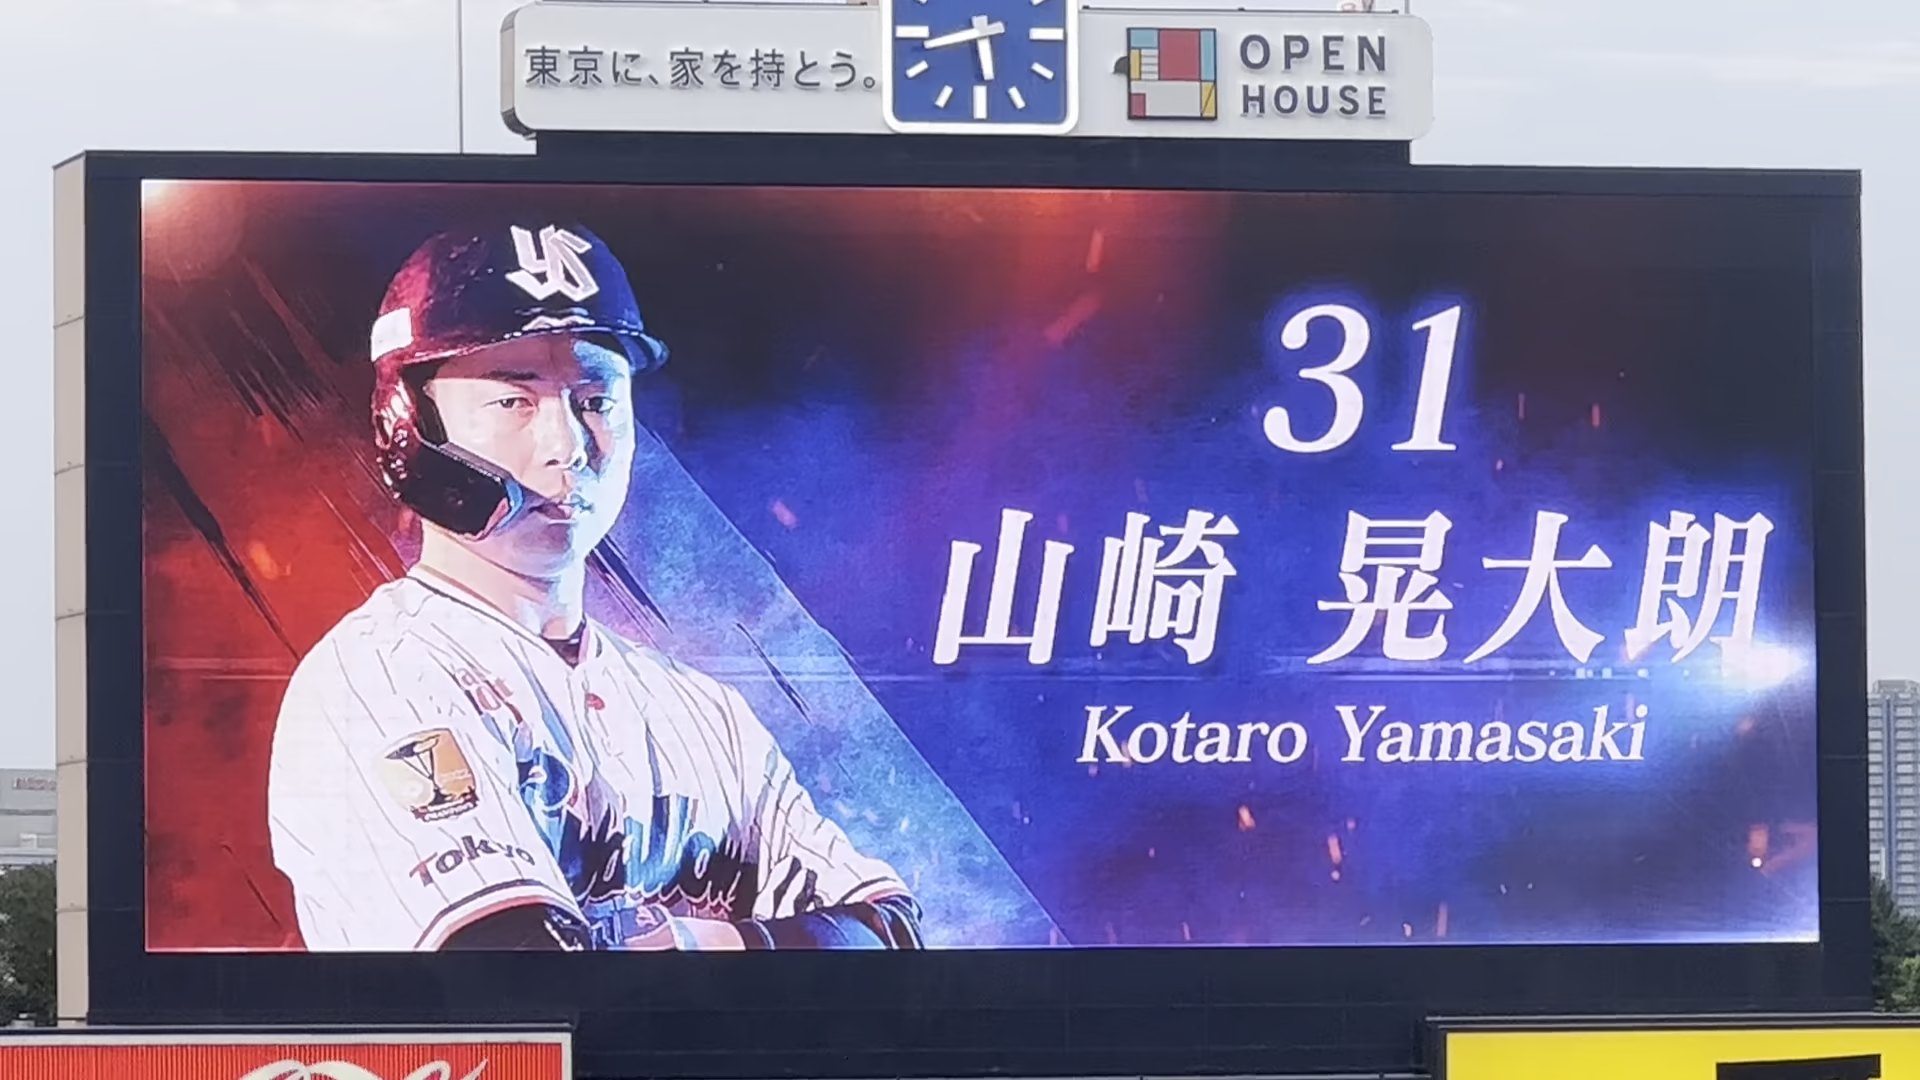 東京に、家を持とう。
OPEN
HOUSE
YS
31
山崎 晃大朗
Kotaro Yamasaki
Tokyo